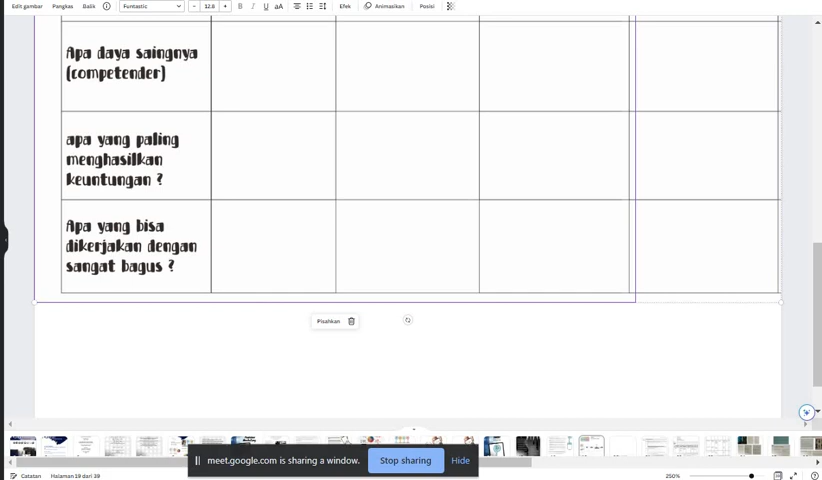 Edit gambar Pangkas Balik Funtastic - 12.8 + B I U aA Efek Animasikan Posisi
Apa daya saingnya
(competender)
apa yang paling
menghasilkan
keuntungan ?
Apa yang bisa
dikerjakan dengan
sangat bagus ?
Pisahkan
meet.google.com is sharing a window. Stop sharing Hide
Catatan Halaman 19 dari 39 250%